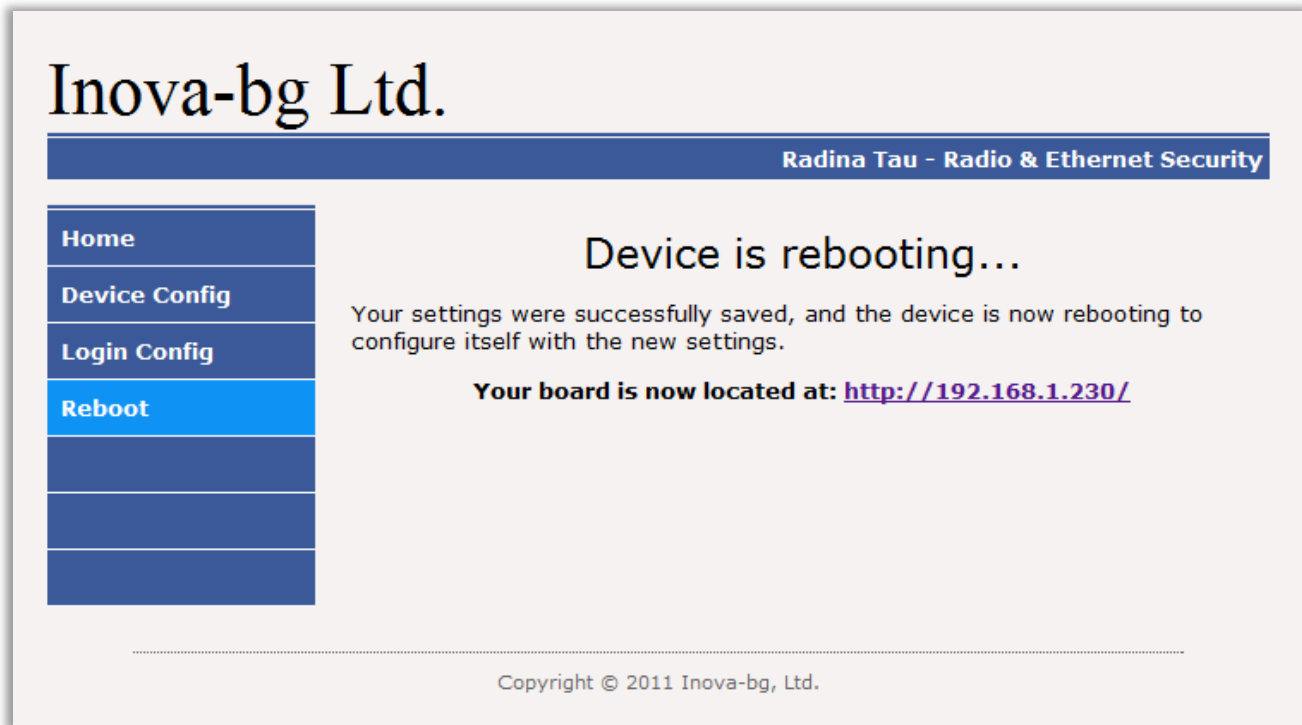 Inova-bg Ltd.
Radina Tau - Radio & Ethernet Security
Home
Device Config
Login Config
Reboot
Device is rebooting...
Your settings were successfully saved, and the device is now rebooting to
configure itself with the new settings.
Your board is now located at: http://192.168.1.230/
Copyright © 2011 Inova-bg, Ltd.